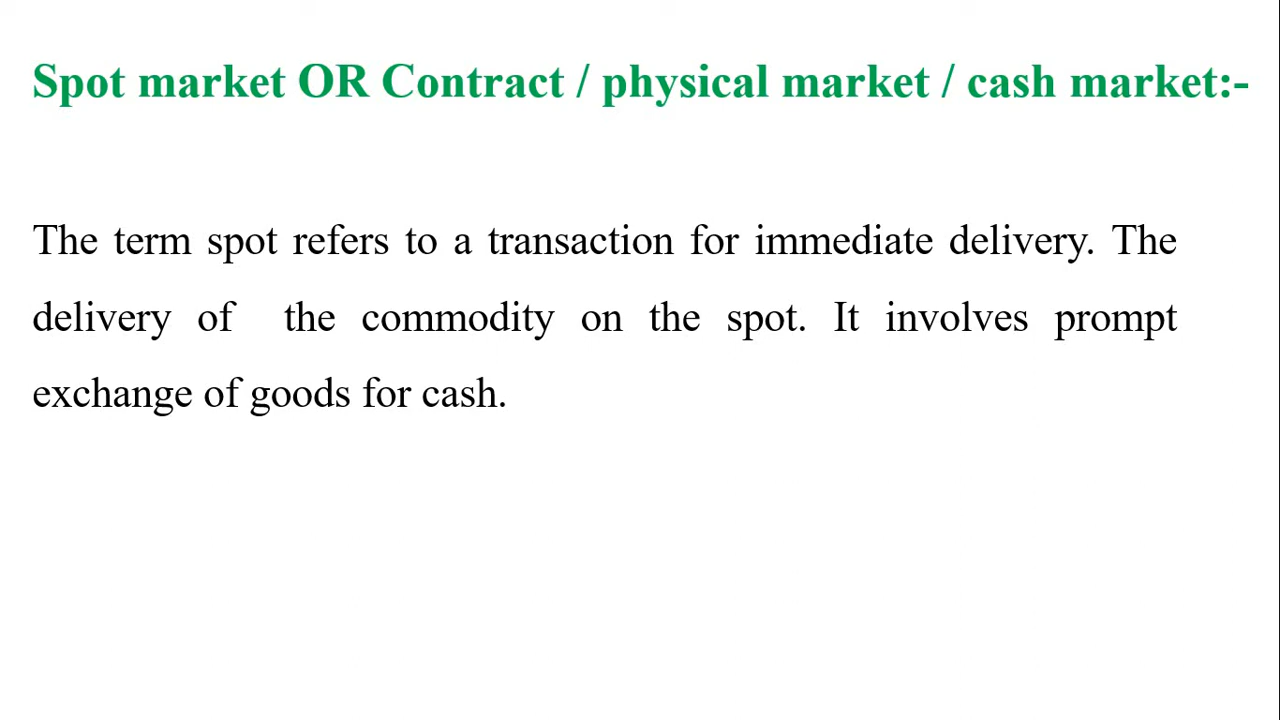 Spot market OR Contract / physical market / cash market:-
The term spot refers to a transaction for immediate delivery. The
delivery of the commodity on the spot. It involves prompt
exchange of goods for cash.